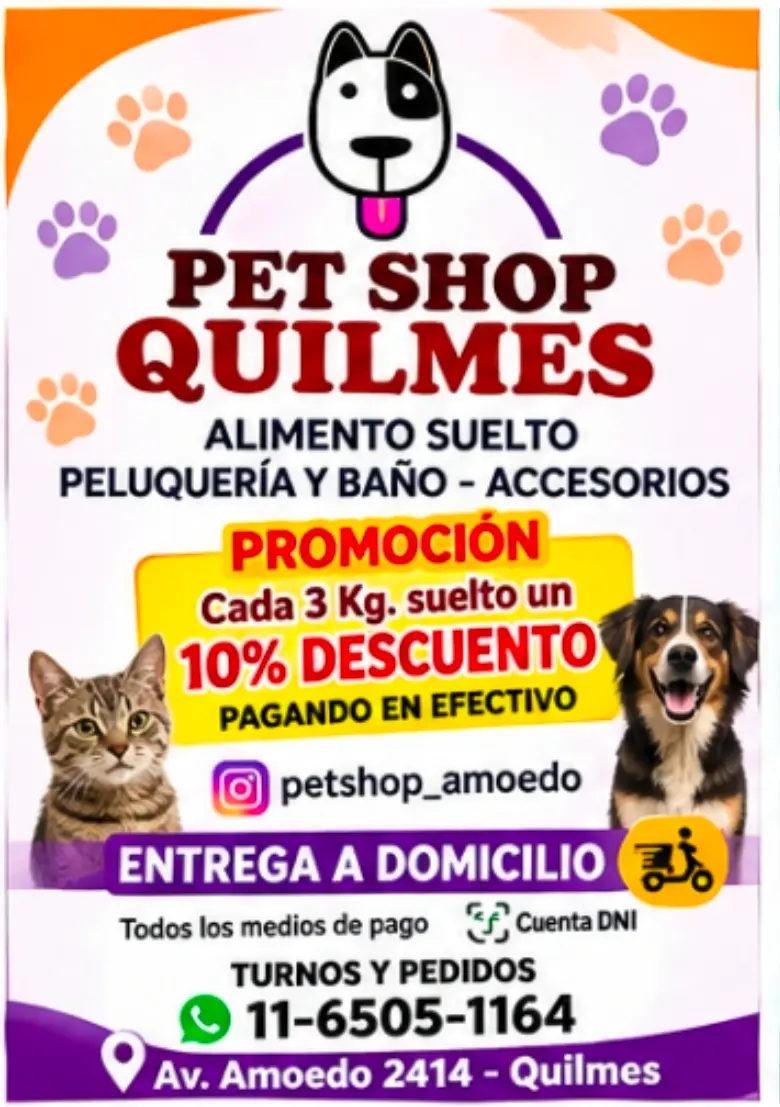 PET SHOP
QUILMES
ALIMENTO SUELTO
PELUQUERÍA Y BAÑO - ACCESORIOS
PROMOCIÓN
Cada 3 Kg. suelto un
10% DESCUENTO
PAGANDO EN EFECTIVO
petshop_amoedo
ENTREGA A DOMICILIO
Todos los medios de pago Cuenta DNI
TURNOS Y PEDIDOS
11-6505-1164
Av. Amoedo 2414 - Quilmes